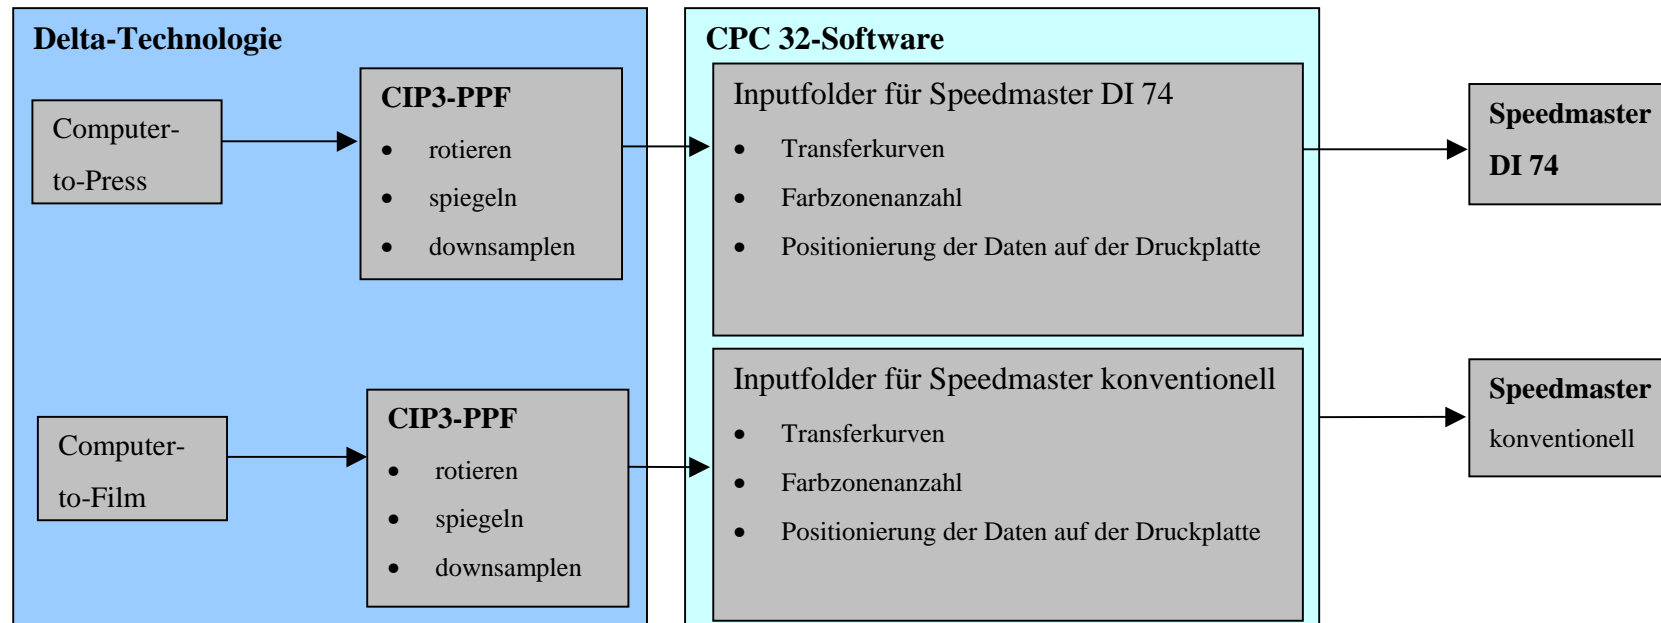 Delta-Technologie
Computer-
to-Press
CIP3-PPF
• rotieren
• spiegeln
• downsamplen
Computer-
to-Film
CIP3-PPF
• rotieren
• spiegeln
• downsamplen
CPC 32-Software
Inputfolder für Speedmaster DI 74
• Transferkurven
• Farbzonenanzahl
• Positionierung der Daten auf der Druckplatte
Inputfolder für Speedmaster konventionell
• Transferkurven
• Farbzonenanzahl
• Positionierung der Daten auf der Druckplatte
Speedmaster
DI 74
Speedmaster
konventionell